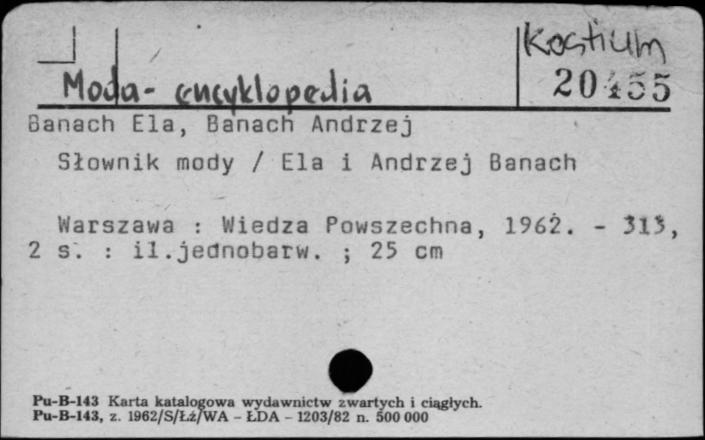 Kostium
Moda- encyklopedia
20455
Banach Ela, Banach Andrzej
Słownik mody / Ela i Andrzej Banach
Warszawa : Wiedza Powszechna, 1962. - 313,
2 s. : il.jednobarw. ; 25 cm
Pu-B-143 Karta katalogowa wydawnictw zwartych i ciągłych.
Pu-B-143, z. 1962/S/Łź/WA - ŁDA - 1203/82 n. 500 000